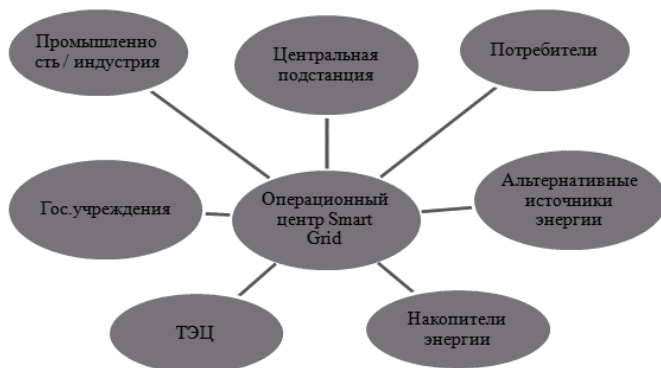 Промышленно
сть / индустрия
Центральная
подстанция
Потребители
Гос.учреждения
Операционный
центр Smart
Grid
Альтернативные
источники
энергии
ТЭЦ
Накопители
энергии